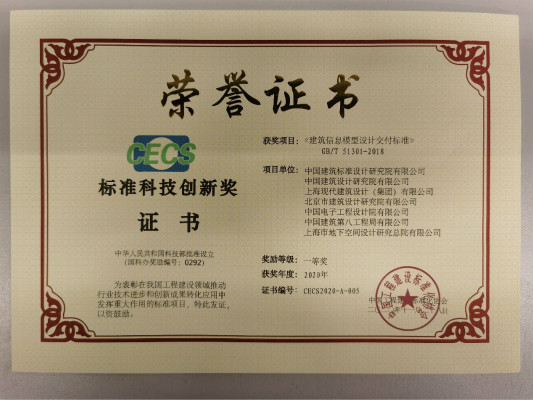 荣誉证书
CECS
标准科技创新奖
证书
中华人民共和国科技部批准设立
(国科办奖励编号：0292)
为表彰在我国工程建设领域推动
行业技术进步和创新成果转化应用中
发挥重大作用的标准项目，特此发证，
以资鼓励。
获奖项目：《建筑信息模型设计交付标准》
GB/T 51301-2018
项目单位：中国建筑标准设计研究院有限公司
中国建筑设计研究院有限公司
上海现代建筑设计（集团）有限公司
北京市建筑设计研究院有限公司
中国电子工程设计院有限公司
中国建筑第八工程局有限公司
上海市地下空间设计研究总院有限公司
奖励等级：一等奖
获奖年度：2020年
证书编号：CECS2020-A-005